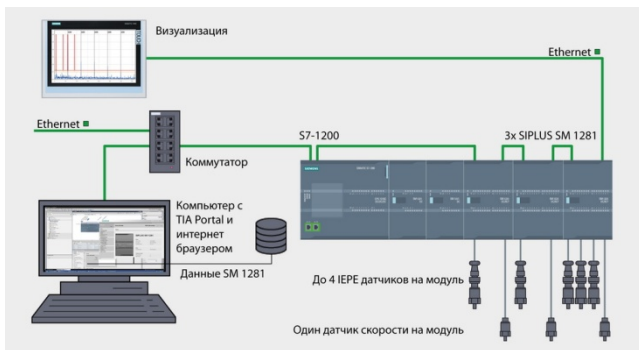 Визуализация
Ethernet
Ethernet
S7-1200
3x SIPLUS SM 1281
Коммутатор
Компьютер с
TIA Portal и
интернет
браузером
Данные SM 1281
До 4 IEPE датчиков на модуль
Один датчик скорости на модуль